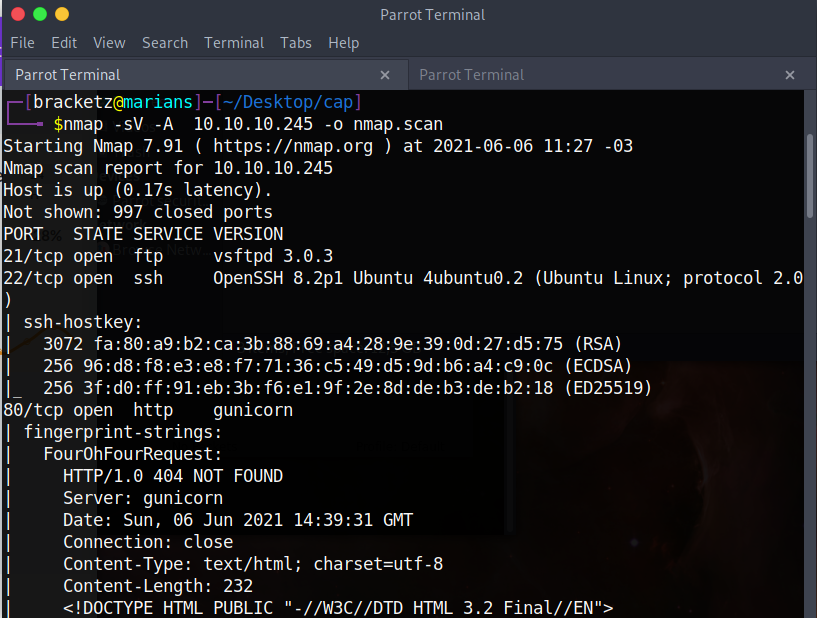 Parrot Terminal
File Edit View Search Terminal Tabs Help
Parrot Terminal × Parrot Terminal ×
┌─[bracketz@marians]─[~/Desktop/cap]
└──╼ $nmap -sV -A  10.10.10.245 -o nmap.scan
Starting Nmap 7.91 ( https://nmap.org ) at 2021-06-06 11:27 -03
Nmap scan report for 10.10.10.245
Host is up (0.17s latency).
Not shown: 997 closed ports
PORT   STATE SERVICE VERSION
21/tcp open  ftp     vsftpd 3.0.3
22/tcp open  ssh     OpenSSH 8.2p1 Ubuntu 4ubuntu0.2 (Ubuntu Linux; protocol 2.0
)
| ssh-hostkey:
|   3072 fa:80:a9:b2:ca:3b:88:69:a4:28:9e:39:0d:27:d5:75 (RSA)
|   256 96:d8:f8:e3:e8:f7:71:36:c5:49:d5:9d:b6:a4:c9:0c (ECDSA)
|_  256 3f:d0:ff:91:eb:3b:f6:e1:9f:2e:8d:de:b3:de:b2:18 (ED25519)
80/tcp open  http    gunicorn
| fingerprint-strings:
|   FourOhFourRequest:
|     HTTP/1.0 404 NOT FOUND
|     Server: gunicorn
|     Date: Sun, 06 Jun 2021 14:39:31 GMT
|     Connection: close
|     Content-Type: text/html; charset=utf-8
|     Content-Length: 232
|     <!DOCTYPE HTML PUBLIC "-//W3C//DTD HTML 3.2 Final//EN">